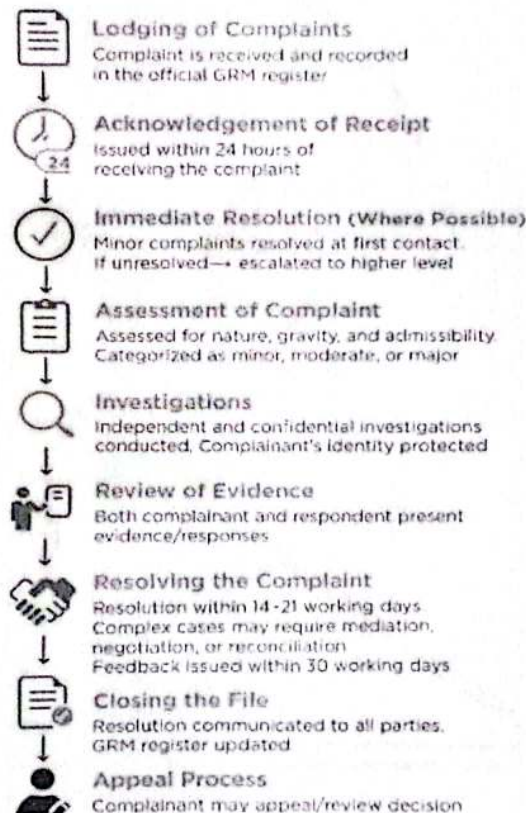 Lodging of Complaints
Complaint is received and recorded
in the official GRM register
Acknowledgement of Receipt
24
Issued within 24 hours of
receiving the complaint
Immediate Resolution (Where Possible)
Minor complaints resolved at first contact.
If unresolved→ escalated to higher level
Assessment of Complaint
Assessed for nature, gravity, and admissibility.
Categorized as minor, moderate, or major
Investigations
Independent and confidential investigations
conducted, Complainant's identity protected
Review of Evidence
Both complainant and respondent present
evidence/responses
Resolving the Complaint
Resolution within 14-21 working days
Complex cases may require mediation,
negotiation, or reconciliation
Feedback issued within 30 working days
Closing the File
Resolution communicated to all parties.
GRM register updated
Appeal Process
Complainant may appeal/review decision